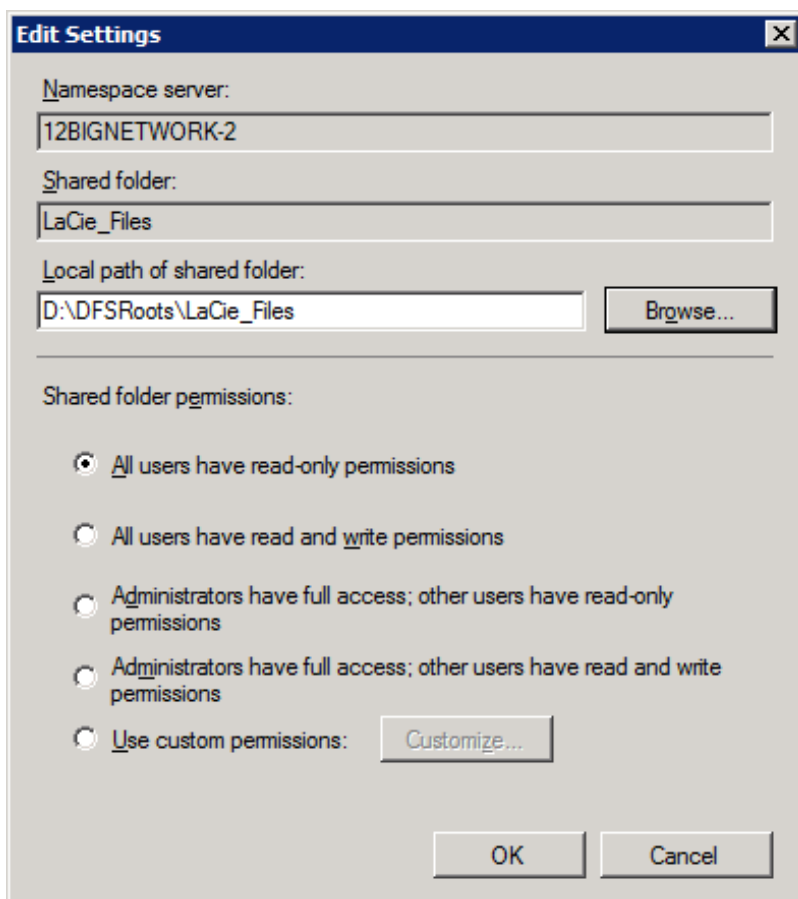 Edit Settings
Namespace server:
12BIGNETWORK-2
Shared folder:
LaCie_Files
Local path of shared folder:
D:\DFSRoots\LaCie_Files
Browse...
Shared folder permissions:
All users have read-only permissions
All users have read and write permissions
Administrators have full access; other users have read-only
permissions
Administrators have full access; other users have read and write
permissions
Use custom permissions:
Customize...
OK
Cancel